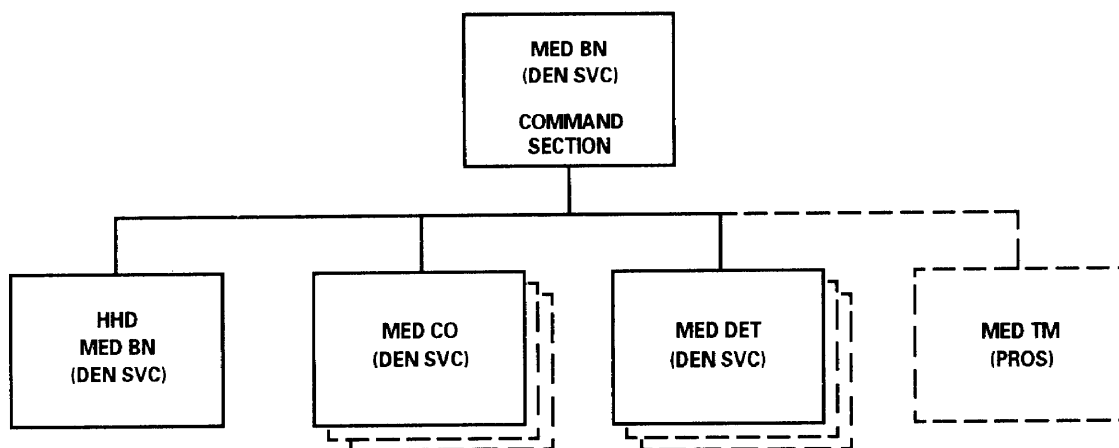 MED BN
(DEN SVC)
COMMAND
SECTION
HHD
MED BN
(DEN SVC)
MED CO
(DEN SVC)
MED DET
(DEN SVC)
MED TM
(PROS)